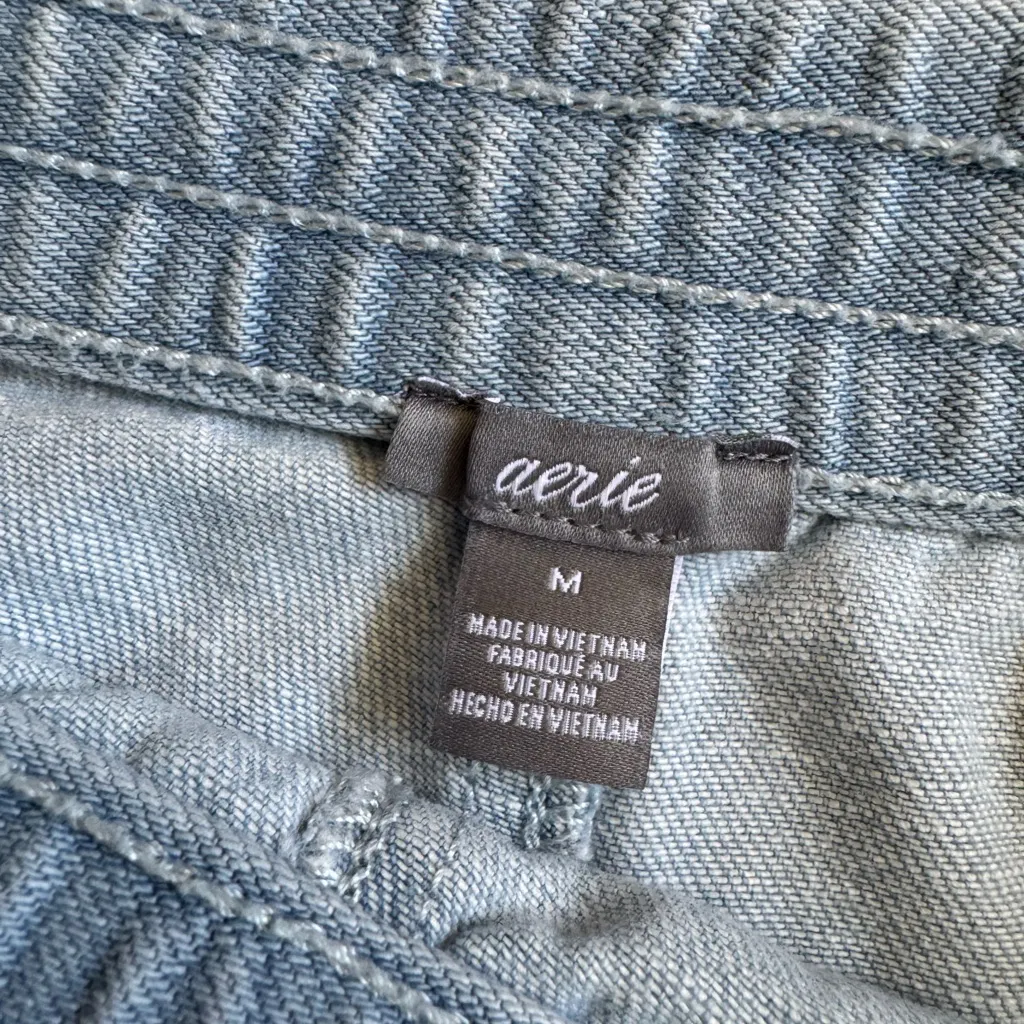 aerie
M
MADE IN VIETNAM
FABRIQUÉ AU
VIETNAM
HECHO EN VIETNAM